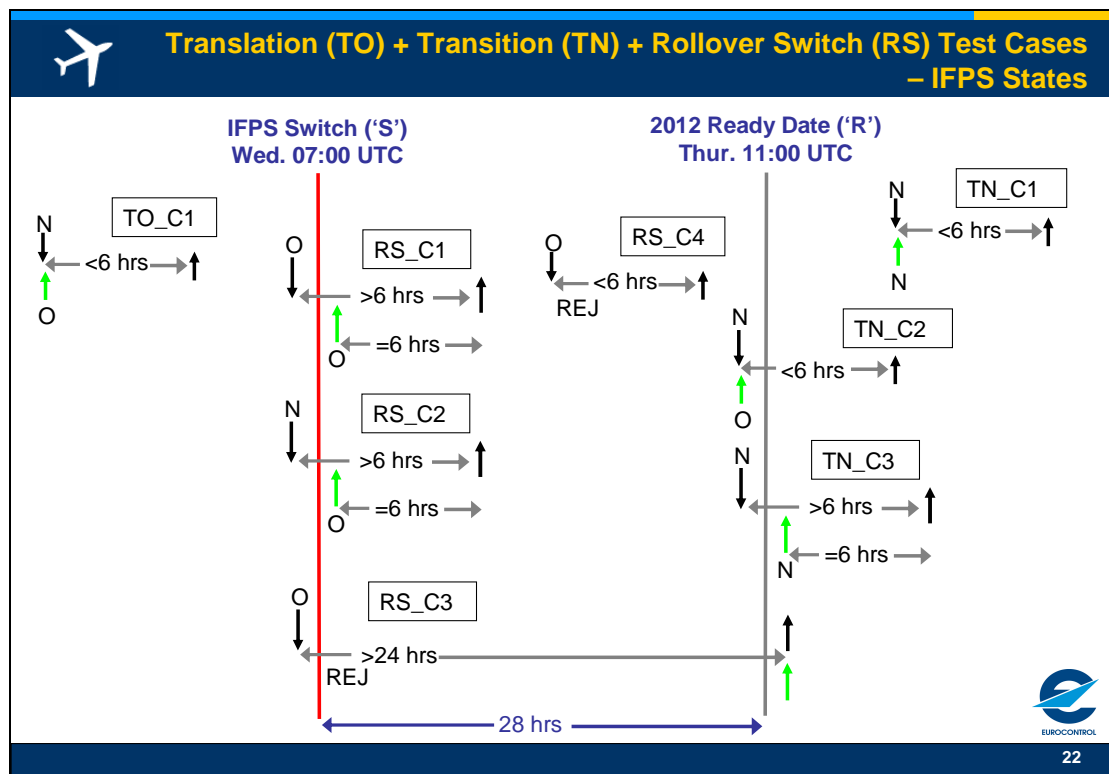 Translation (TO) + Transition (TN) + Rollover Switch (RS) Test Cases
– IFPS States
IFPS Switch (‘S’)
Wed. 07:00 UTC
2012 Ready Date (‘R’)
Thur. 11:00 UTC
N
TO_C1
<6 hrs
O
O
RS_C1
>6 hrs
=6 hrs
O
N
RS_C2
>6 hrs
=6 hrs
O
O
RS_C3
>24 hrs
REJ
O
RS_C4
<6 hrs
REJ
N
TN_C1
<6 hrs
N
N
TN_C2
<6 hrs
O
N
TN_C3
>6 hrs
=6 hrs
N
28 hrs
EUROCONTROL
22